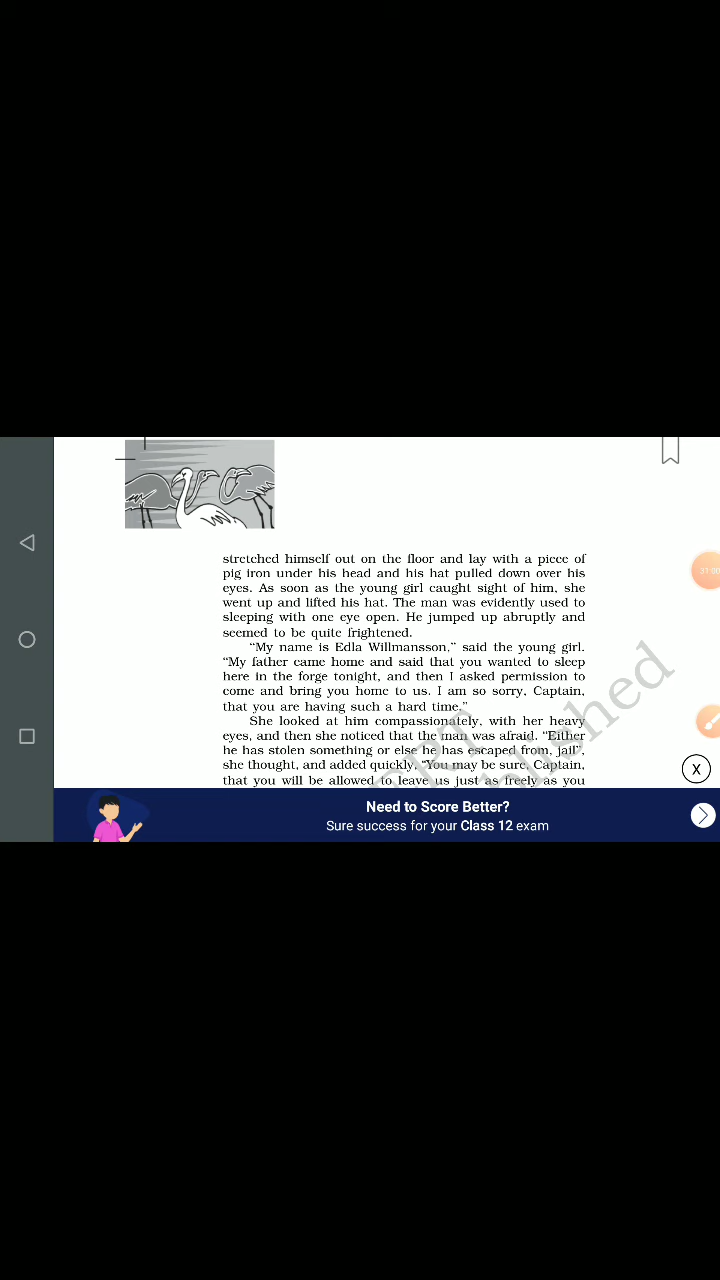 stretched himself out on the floor and lay with a piece of
pig iron under his head and his hat pulled down over his
eyes. As soon as the young girl caught sight of him, she
went up and lifted his hat. The man was evidently used to
sleeping with one eye open. He jumped up abruptly and
seemed to be quite frightened.
“My name is Edla Willmansson,” said the young girl.
“My father came home and said that you wanted to sleep
here in the forge tonight, and then I asked permission to
come and bring you home to us. I am so sorry, Captain,
that you are having such a hard time.”
She looked at him compassionately, with her heavy
eyes, and then she noticed that the man was afraid. “Either
he has stolen something or else he has escaped from, jail”,
she thought, and added quickly, “You may be sure, Captain,
that you will be allowed to leave us just as freely as you
X
Need to Score Better?
Sure success for your Class 12 exam